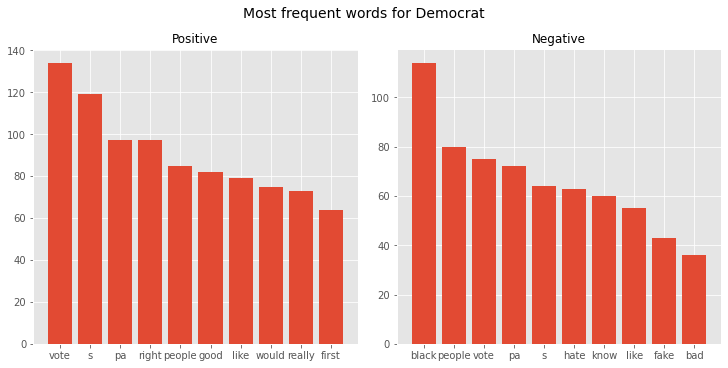 Most frequent words for Democrat
Positive
Negative
140
120
100
80
60
40
20
0
vote s pa right people good like would really first
100
80
60
40
20
0
black people vote pa s hate know like fake bad